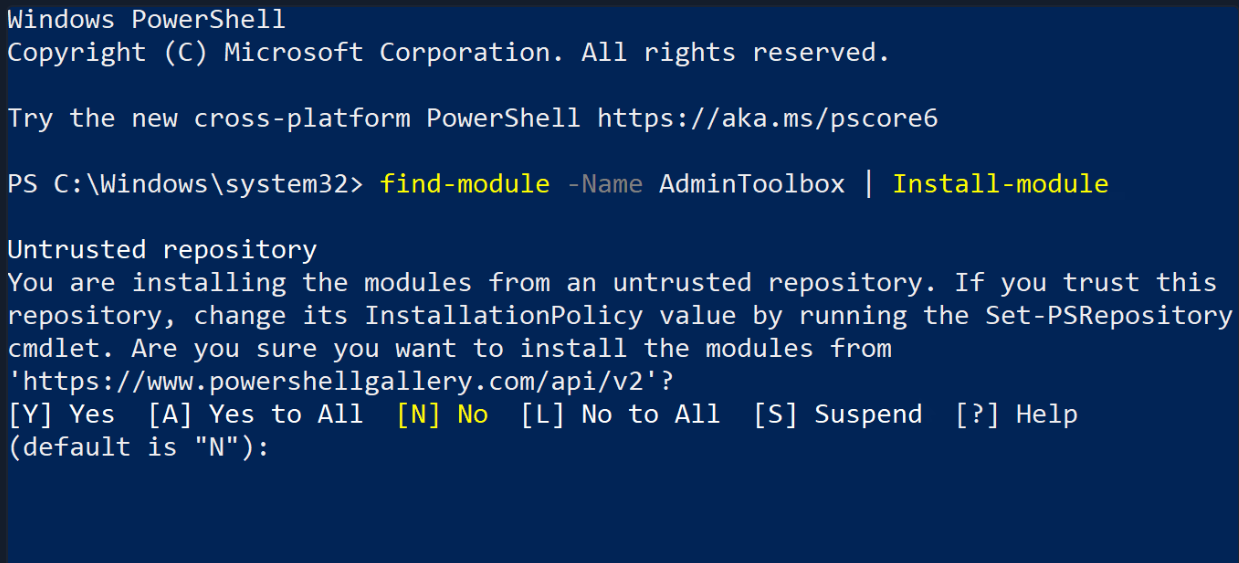 Windows PowerShell
Copyright (C) Microsoft Corporation. All rights reserved.
Try the new cross-platform PowerShell https://aka.ms/pscore6
PS C:\Windows\system32> find-module -Name AdminToolbox | Install-module
Untrusted repository
You are installing the modules from an untrusted repository. If you trust this
repository, change its InstallationPolicy value by running the Set-PSRepository
cmdlet. Are you sure you want to install the modules from
'https://www.powershellgallery.com/api/v2'?
[Y] Yes  [A] Yes to All  [N] No  [L] No to All  [S] Suspend  [?] Help
(default is "N"):